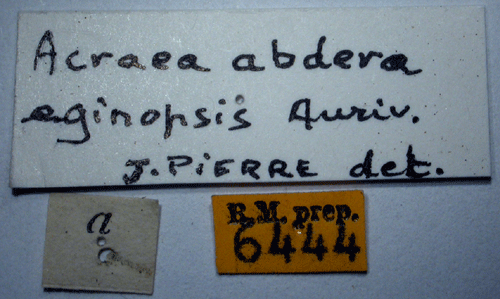 Acraea abdera
eginopsis Auriv.
J. PIERRE det.
B.M. prep.
6444